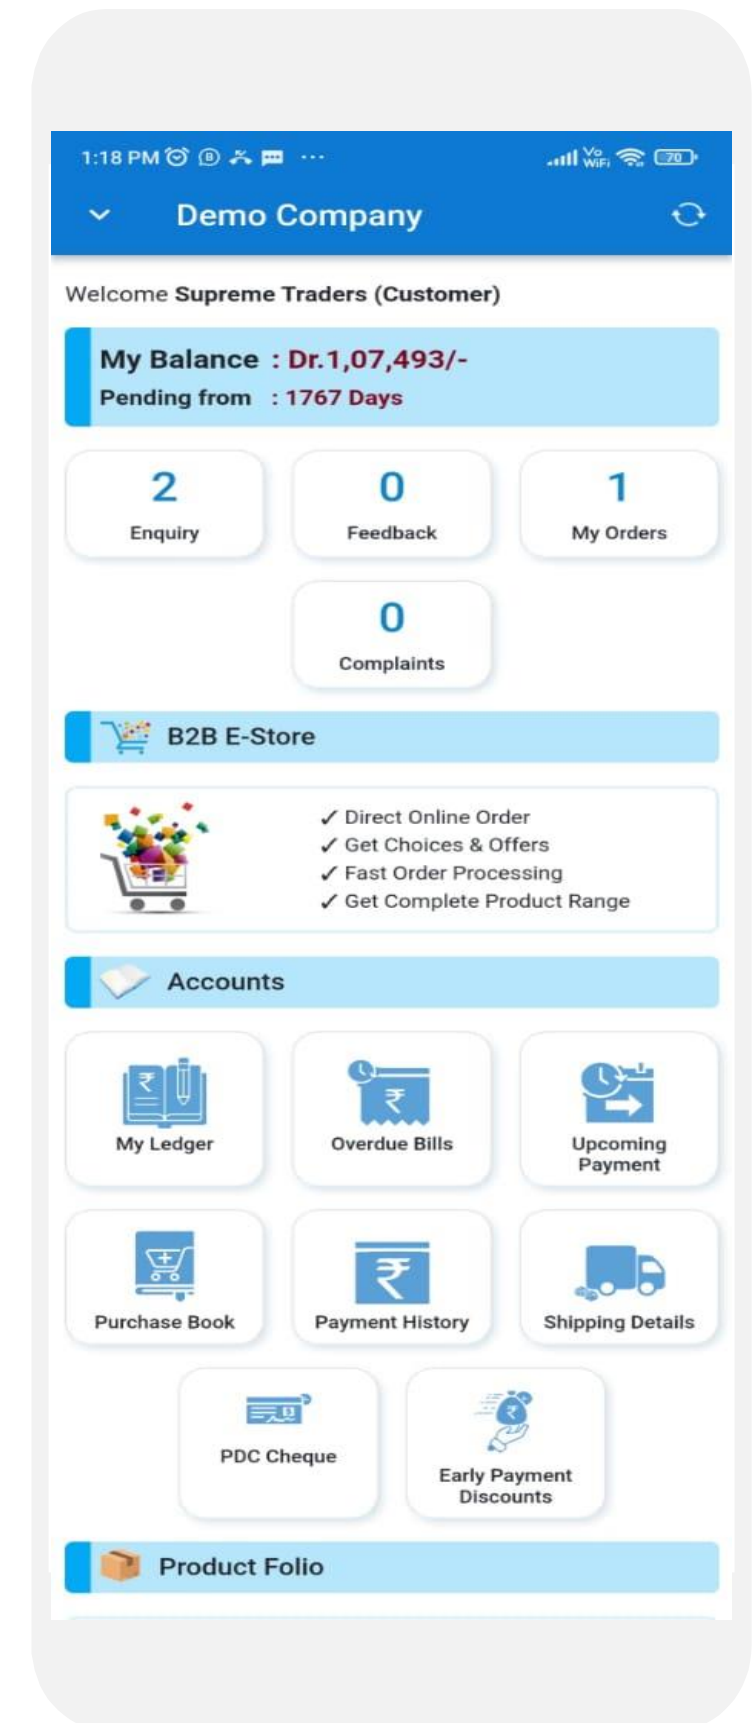 1:18 PM ... Vo WiFi 70
Demo Company
Welcome Supreme Traders (Customer)
My Balance : Dr.1,07,493/-
Pending from : 1767 Days
2 0 1
Enquiry Feedback My Orders
0
Complaints
B2B E-Store
✓ Direct Online Order
✓ Get Choices & Offers
✓ Fast Order Processing
✓ Get Complete Product Range
Accounts
₹ ₹
My Ledger Overdue Bills Upcoming
Payment
₹
Purchase Book Payment History Shipping Details
₹
PDC Cheque
Early Payment
Discounts
Product Folio